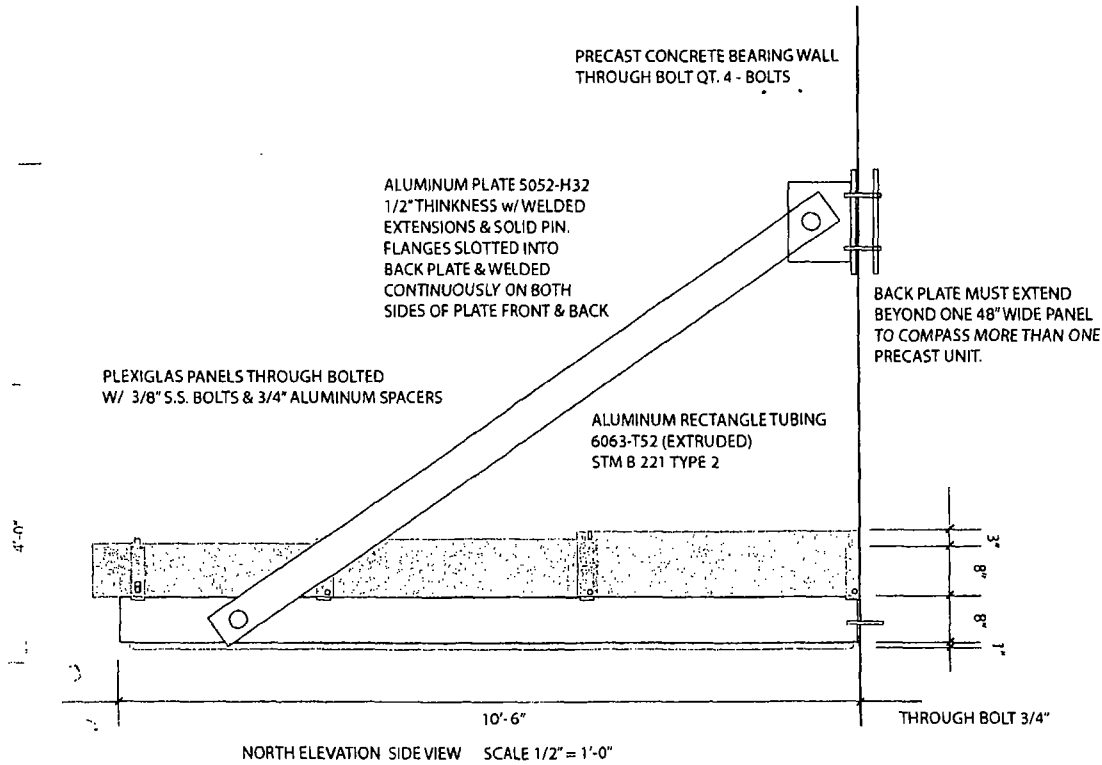 PRECAST CONCRETE BEARING WALL
THROUGH BOLT QT. 4 - BOLTS
ALUMINUM PLATE 5052-H32
1/2" THINKNESS w/ WELDED
EXTENSIONS & SOLID PIN.
FLANGES SLOTTED INTO
BACK PLATE & WELDED
CONTINUOUSLY ON BOTH
SIDES OF PLATE FRONT & BACK
BACK PLATE MUST EXTEND
BEYOND ONE 48" WIDE PANEL
TO COMPASS MORE THAN ONE
PRECAST UNIT.
PLEXIGLAS PANELS THROUGH BOLTED
W/ 3/8" S.S. BOLTS & 3/4" ALUMINUM SPACERS
ALUMINUM RECTANGLE TUBING
6063-T52 (EXTRUDED)
STM B 221 TYPE 2
4'-0"
3"
8"
8"
1"
10'-6"
THROUGH BOLT 3/4"
NORTH ELEVATION SIDE VIEW SCALE 1/2" = 1'-0"